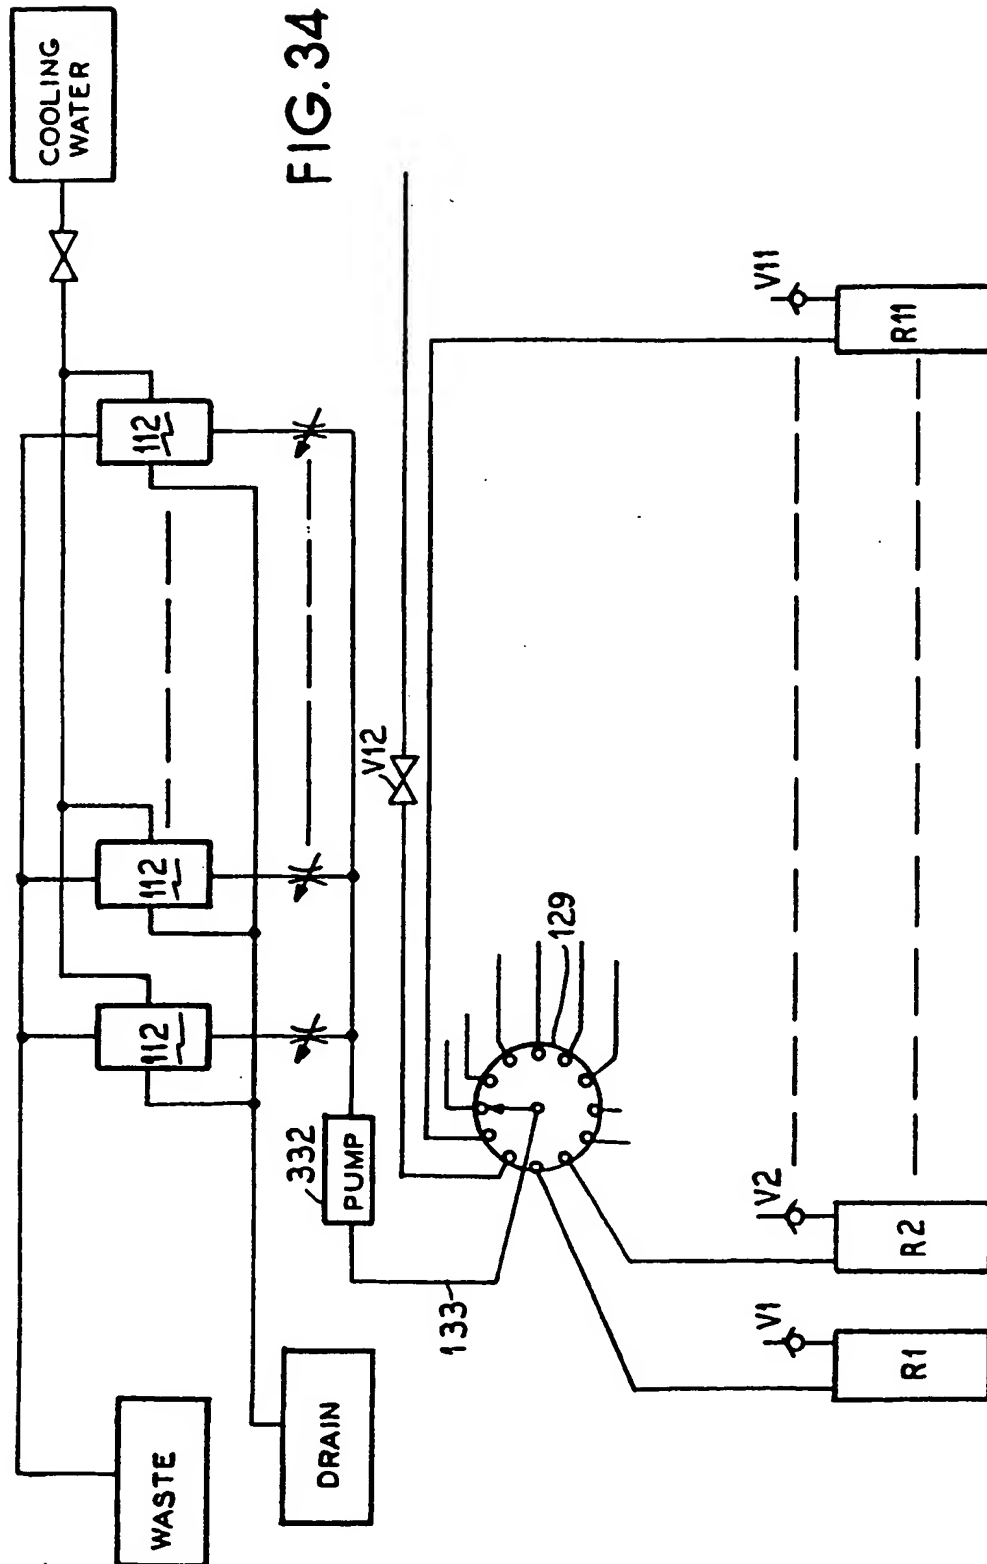 COOLING
WATER
FIG. 34
112
112
112
332
PUMP
133
V12
129
WASTE
DRAIN
V11
R11
V2
R2
V1
R1